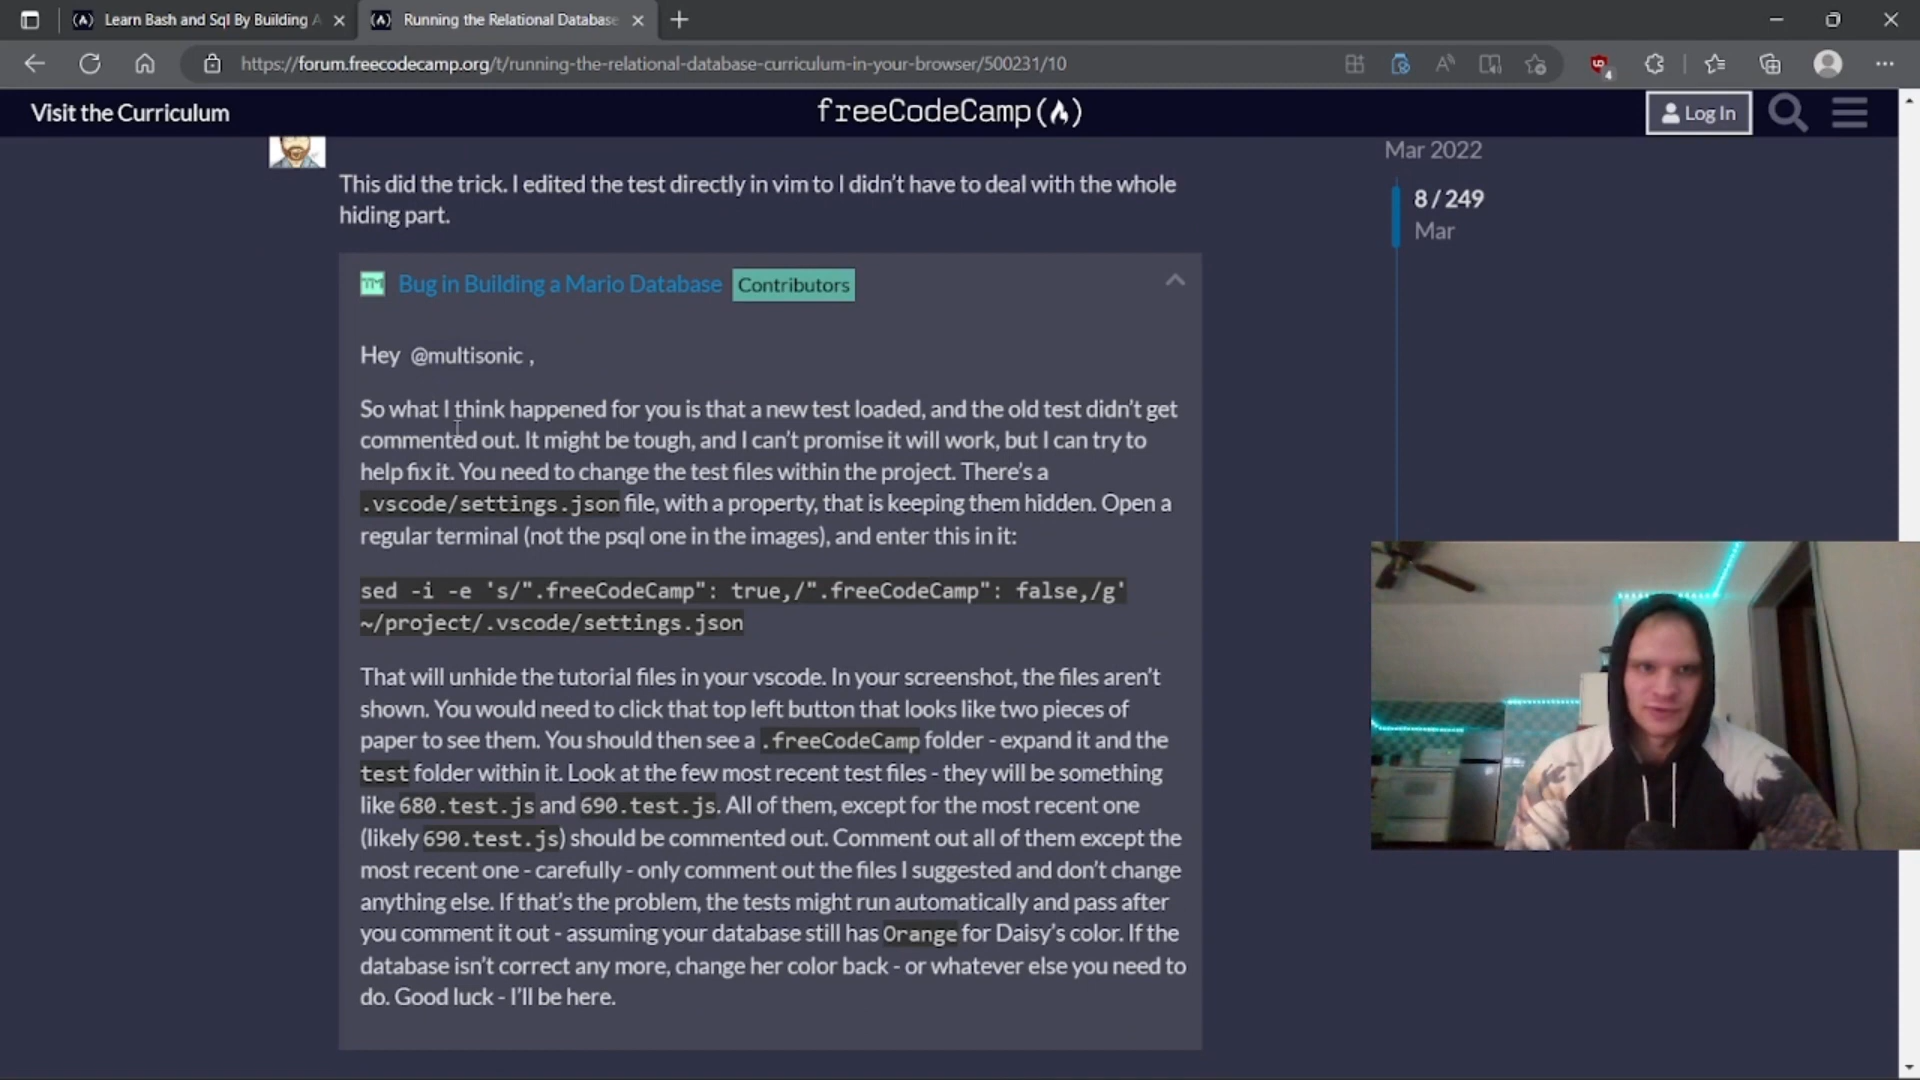 Learn Bash and Sql By Building A
Running the Relational Database
https://forum.freecodecamp.org/t/running-the-relational-database-curriculum-in-your-browser/500231/10
4
Visit the Curriculum
freeCodeCamp(🔥)
Log In
This did the trick. I edited the test directly in vim to I didn't have to deal with the whole
hiding part.
Mar 2022
8 / 249
Mar
Bug in Building a Mario Database Contributors
Hey @multisonic ,
So what I think happened for you is that a new test loaded, and the old test didn't get
commented out. It might be tough, and I can't promise it will work, but I can try to
help fix it. You need to change the test files within the project. There's a
.vscode/settings.json file, with a property, that is keeping them hidden. Open a
regular terminal (not the psql one in the images), and enter this in it:
sed -i -e 's/".freeCodeCamp": true,/".freeCodeCamp": false,/g'
~/project/.vscode/settings.json
That will unhide the tutorial files in your vscode. In your screenshot, the files aren't
shown. You would need to click that top left button that looks like two pieces of
paper to see them. You should then see a .freeCodeCamp folder - expand it and the
test folder within it. Look at the few most recent test files - they will be something
like 680.test.js and 690.test.js. All of them, except for the most recent one
(likely 690.test.js) should be commented out. Comment out all of them except the
most recent one - carefully - only comment out the files I suggested and don't change
anything else. If that's the problem, the tests might run automatically and pass after
you comment it out - assuming your database still has Orange for Daisy's color. If the
database isn't correct any more, change her color back - or whatever else you need to
do. Good luck - I'll be here.